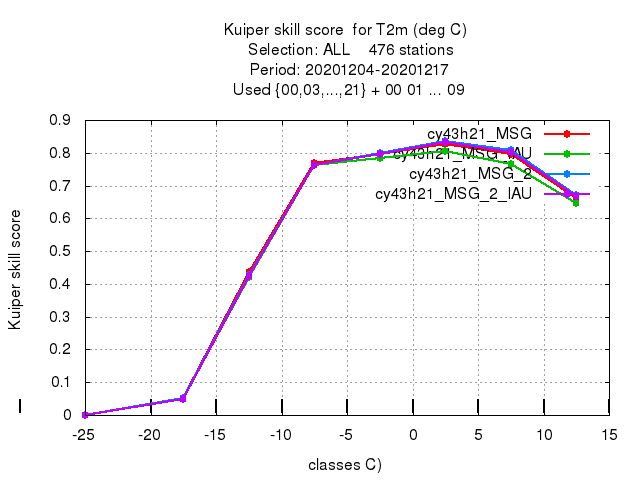 Kuiper skill score  for T2m (deg C)
Selection: ALL    476 stations
Period: 20201204-20201217
Used {00,03,...,21} + 00 01 ... 09
cy43h21_MSG
cy43h21_MSG_IAU
cy43h21_MSG_2
cy43h21_MSG_2_IAU
0.9
0.8
0.7
0.6
0.5
0.4
0.3
0.2
0.1
0
Kuiper skill score
-25 -20 -15 -10 -5 0 5 10 15
classes C)